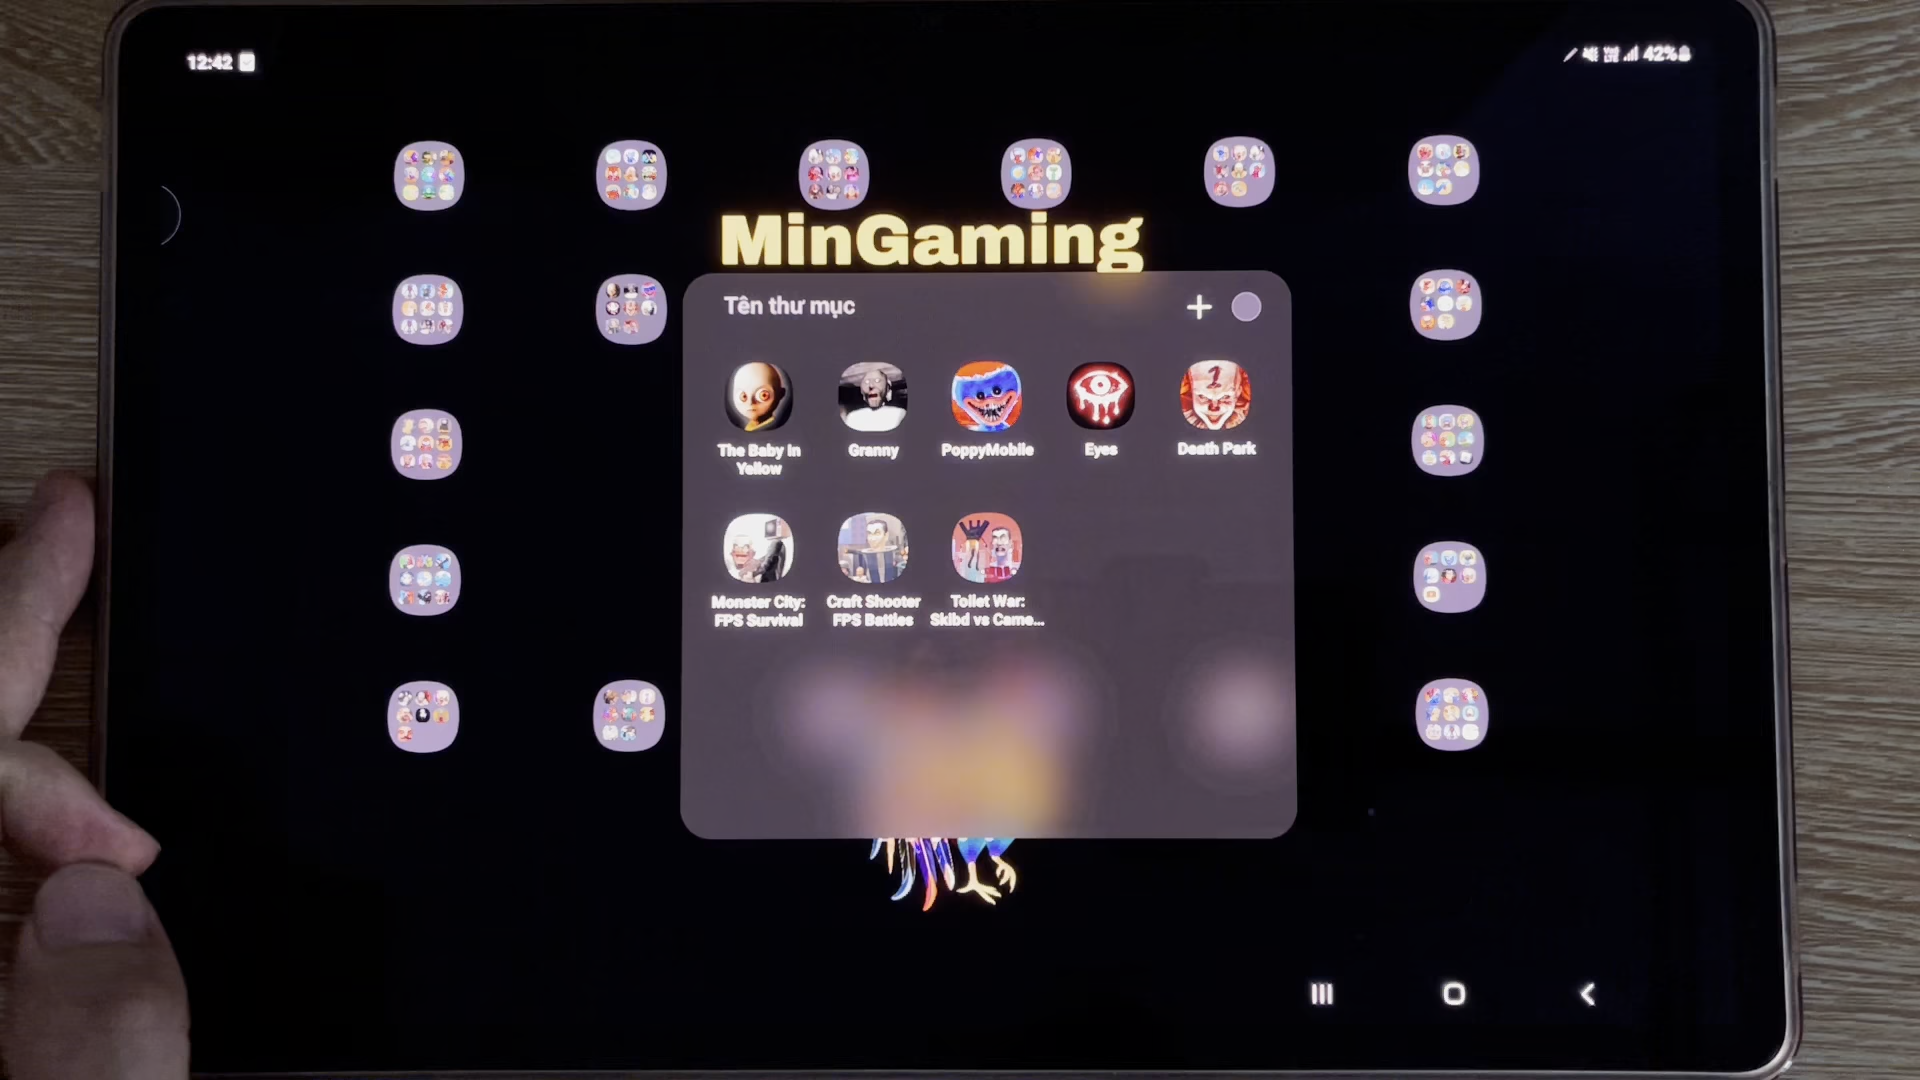 12:42
42%
MinGaming
Tên thư mục
The Baby In
Yellow
Granny
PoppyMobile
Eyes
Death Park
Monster City:
FPS Survival
Craft Shooter
FPS Battles
Toilet War:
Skibd vs Came...